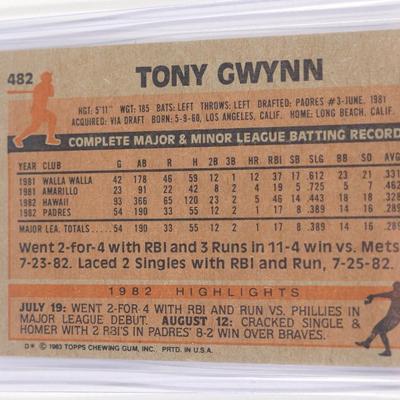 482
TONY GWYNN
HGT: 5'11" WGT: 185 BATS: LEFT THROWS: LEFT DRAFTED: PADRES #3-JUNE, 1981
ACQUIRED: VIA DRAFT BORN: 5-9-60, LOS ANGELES, CALIF. HOME: LONG BEACH, CALIF.
COMPLETE MAJOR & MINOR LEAGUE BATTING RECORD
YEAR CLUB G AB R H 2B 3B HR RBI SB SLG BB SO AVG.
1981 WALLA WALLA 42 178 46 59 12 1 12 37 17 .612 23 21 .331
1981 AMARILLO 23 91 22 42 8 2 4 19 5 .725 5 7 .462
1982 HAWAII 93 366 65 120 5 46 14 .443 18 18
1982 PADRES 54 190 33 55 12 2 1 17 8 .389 14 16 .289
MAJOR LEA. TOTALS 54 190 33 55 12 2 1 17 8 .389 14 16 .289
Went 2-for-4 with RBI and 3 Runs in 11-4 win vs. Mets,
7-23-82. Laced 2 Singles with RBI and Run, 7-25-82.
1982 HIGHLIGHTS
JULY 19: WENT 2-FOR-4 WITH RBI AND RUN VS. PHILLIES IN
MAJOR LEAGUE DEBUT. AUGUST 12: CRACKED SINGLE &
HOMER WITH 2 RBI'S IN PADRES' 8-2 WIN OVER BRAVES.
D* © 1983 TOPPS CHEWING GUM, INC. PRTD. IN U.S.A.